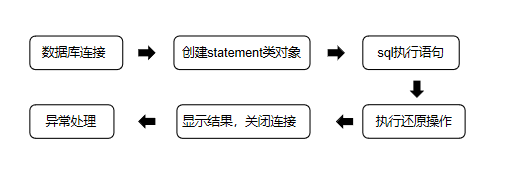 数据库连接
创建statement类对象
sql执行语句
执行还原操作
显示结果，关闭连接
异常处理